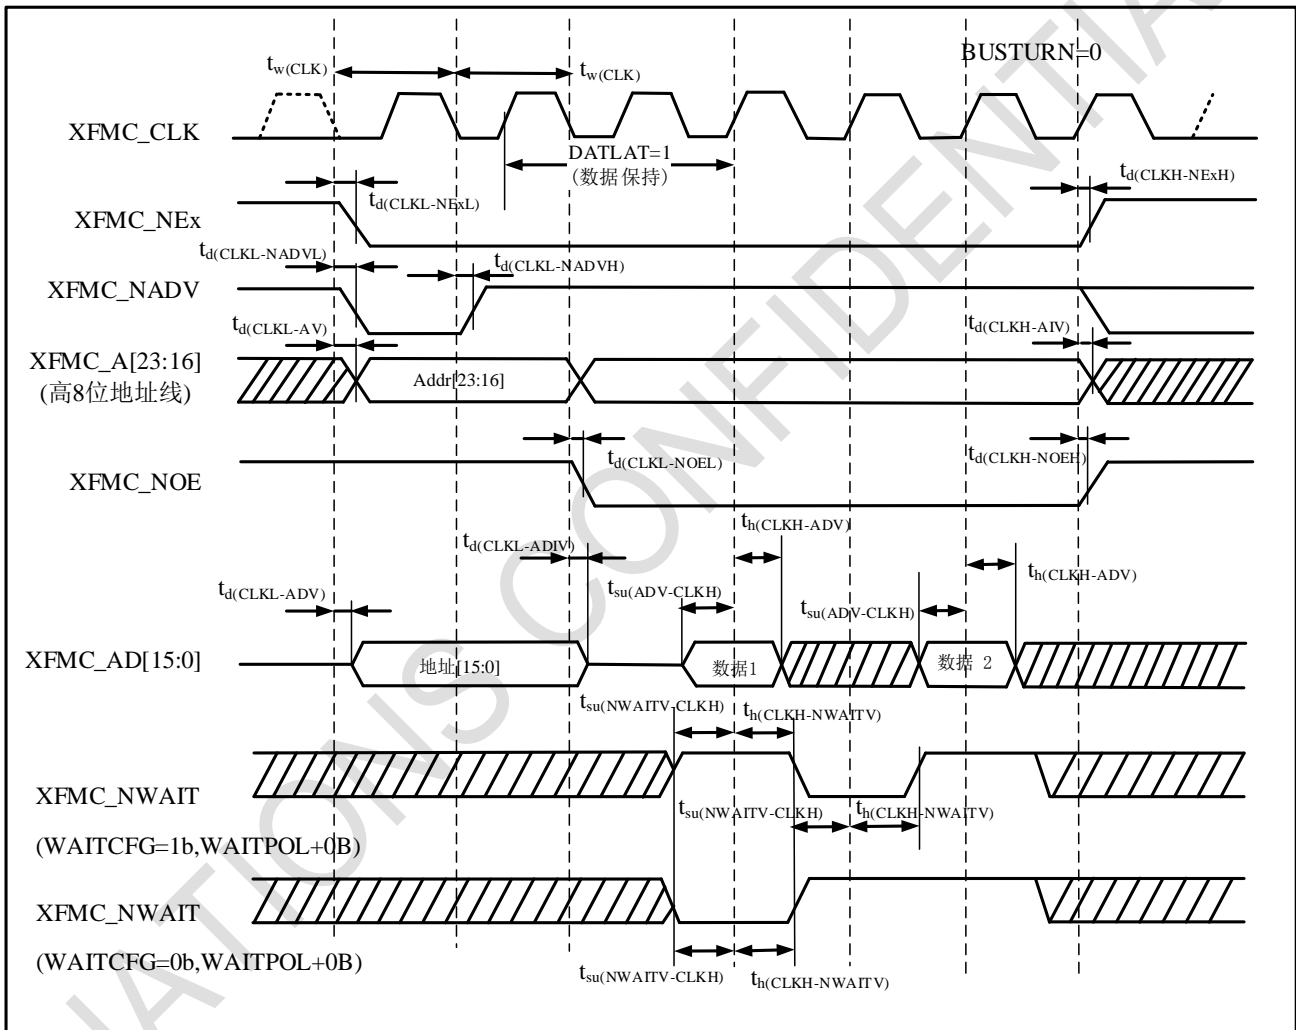 BUSTURN=0
tw(CLK)
tw(CLK)
XFMC_CLK
DATLAT=1
(数据保持)
td(CLKH-NExH)
td(CLKL-NExL)
XFMC_NEx
td(CLKL-NADVL)
td(CLKL-NADVH)
XFMC_NADV
td(CLKL-AV)
td(CLKH-AIV)
XFMC_A[23:16]
(高8位地址线)
Addr[23:16]
td(CLKL-NOEL)
td(CLKH-NOEH)
XFMC_NOE
th(CLKH-ADV)
td(CLKL-ADIV)
td(CLKL-ADV)
tsu(ADV-CLKH)
tsu(ADV-CLKH)
th(CLKH-ADV)
XFMC_AD[15:0]
地址[15:0]
数据1
数据 2
tsu(NWAITV-CLKH)
th(CLKH-NWAITV)
XFMC_NWAIT
tsu(NWAITV-CLKH)
th(CLKH-NWAITV)
(WAITCFG=1b,WAITPOL+0B)
XFMC_NWAIT
(WAITCFG=0b,WAITPOL+0B)
tsu(NWAITV-CLKH)
th(CLKH-NWAITV)
NATIONS CONFIDENTIA